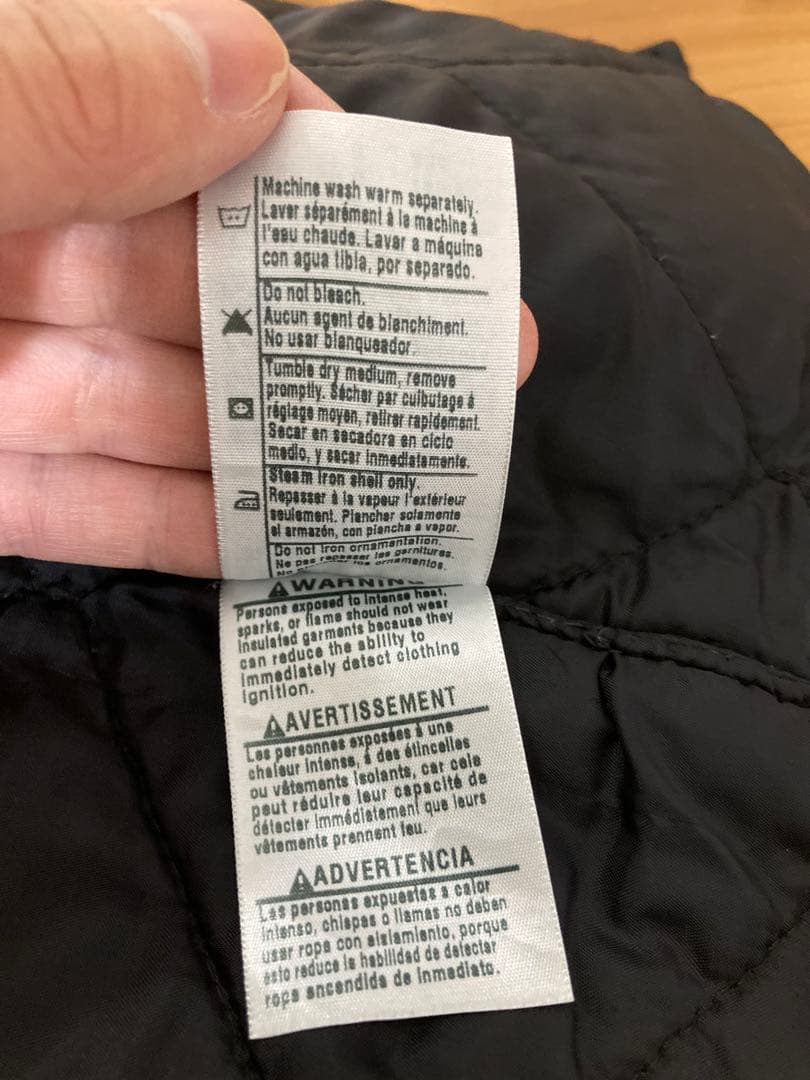 Machine wash warm separately.
Laver séparément à la machine à
l'eau chaude. Lavar a máquina
con agua tibia, por separado.
Do not bleach.
Aucun agent de blanchiment.
No usar blanqueador.
Tumble dry medium, remove
promptly. Sécher par culbutage à
réglage moyen, retirer rapidement.
Secar en secadora en ciclo
medio, y sacar inmediatamente.
Steam iron shell only.
Repasser à la vapeur l'extérieur
seulement. Planchar solamente
el armazón, con plancha a vapor.
Do not iron ornamentation.
Ne pas repasser les garnitures.
ornamentos.
WARNING
Persons exposed to intense heat,
sparks, or flame should not wear
insulated garments because they
can reduce the ability to
immediately detect clothing
ignition.
AVERTISSEMENT
Les personnes exposées à une
chaleur intense, à des étincelles
ou vêtements isolants, car cela
peut réduire leur capacité de
détecter immédiatement que leurs
vêtements prennent feu.
ADVERTENCIA
Las personas expuestas a calor
intenso, chispas o llamas no deben
usar ropa con aislamiento, porque
esto reduce la habilidad de detectar
ropa encendida de inmediato.